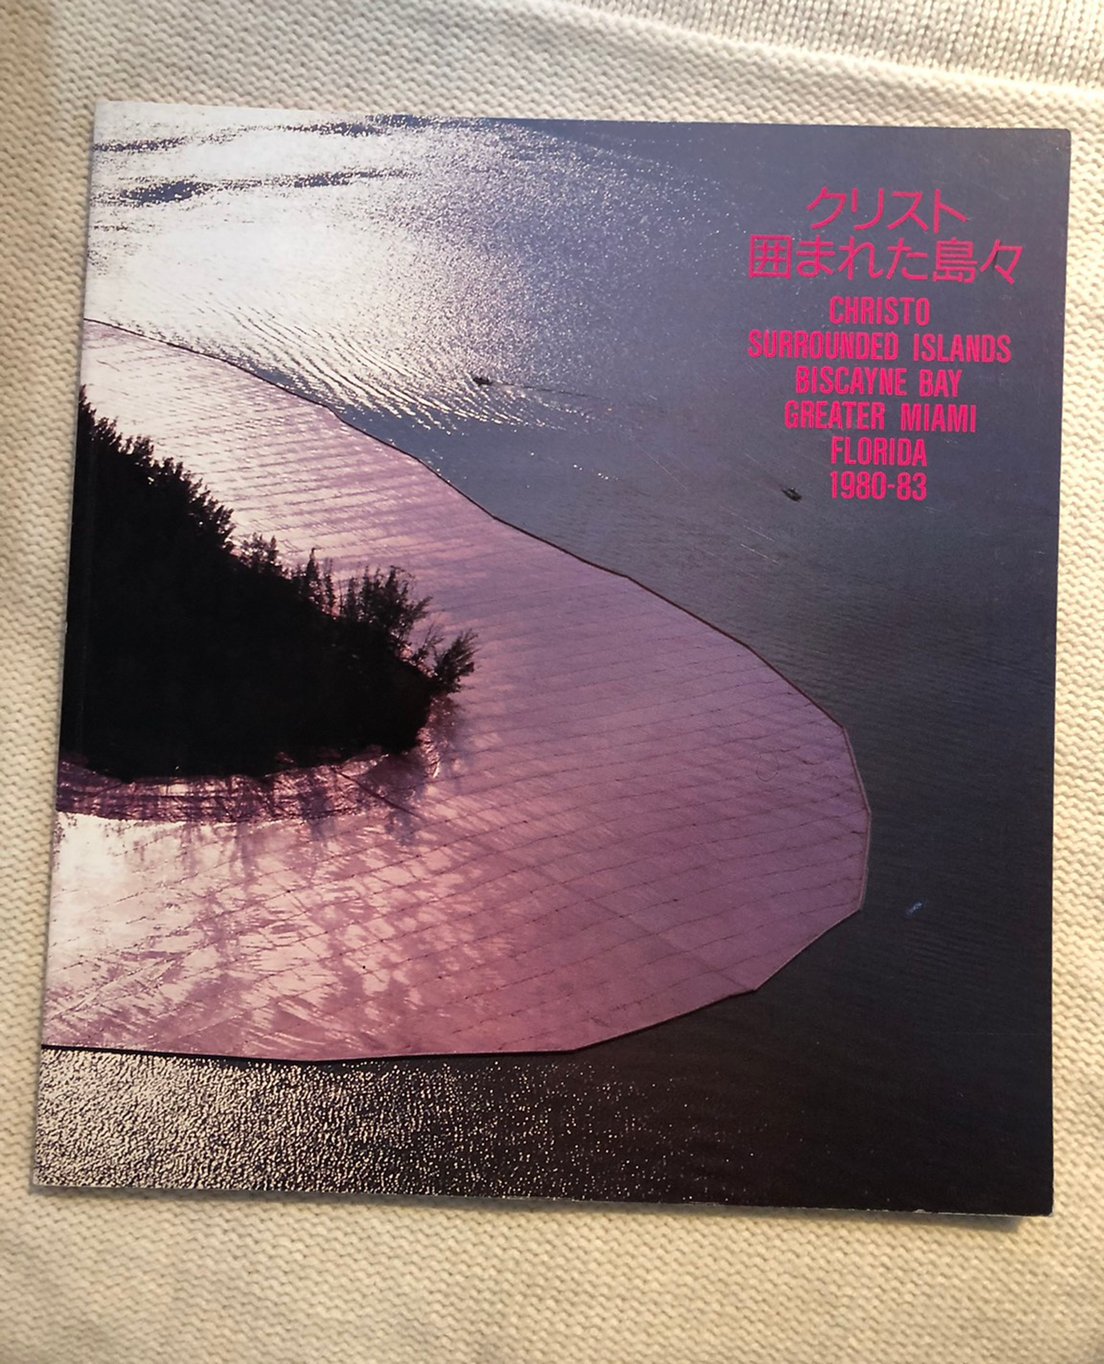 クリスト
囲まれた島々
CHRISTO
SURROUNDED ISLANDS
BISCAYNE BAY
GREATER MIAMI
FLORIDA
1980-83